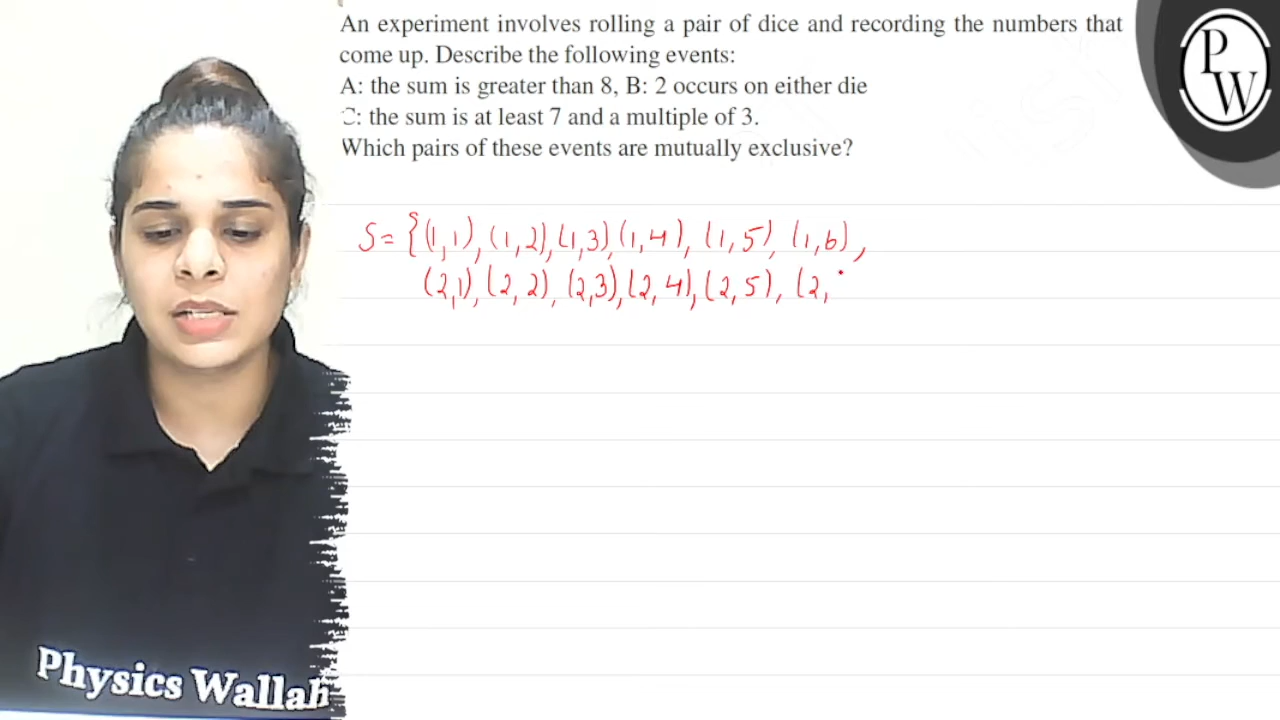 An experiment involves rolling a pair of dice and recording the numbers that
come up. Describe the following events:
A: the sum is greater than 8, B: 2 occurs on either die
C: the sum is at least 7 and a multiple of 3.
Which pairs of these events are mutually exclusive?
S = {(1,1), (1,2), (1,3) (1,4), (1,5), (1,6),
(2,1), (2,2), (2,3), (2,4), (2,5), (2,
PW
Physics Wallah